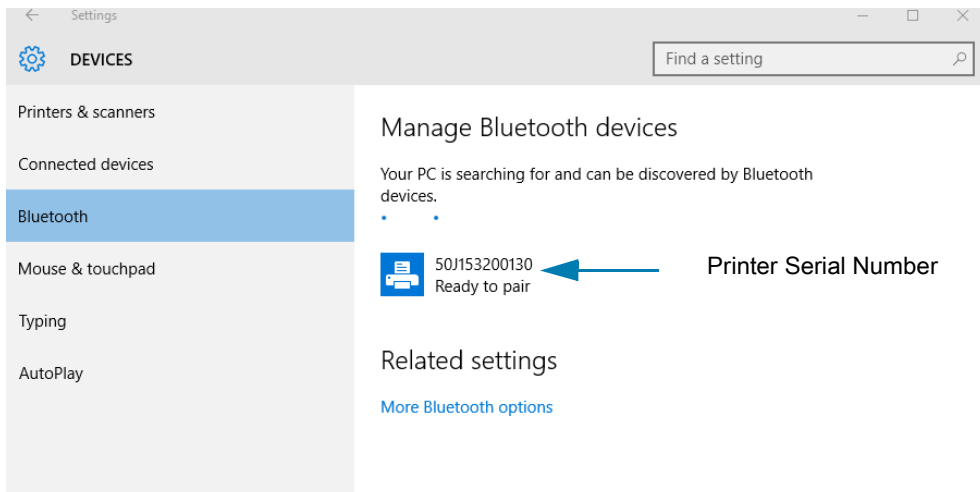 Settings
DEVICES
Find a setting
Printers & scanners
Connected devices
Bluetooth
Mouse & touchpad
Typing
AutoPlay
Manage Bluetooth devices
Your PC is searching for and can be discovered by Bluetooth
devices.
50J153200130
Ready to pair
Printer Serial Number
Related settings
More Bluetooth options